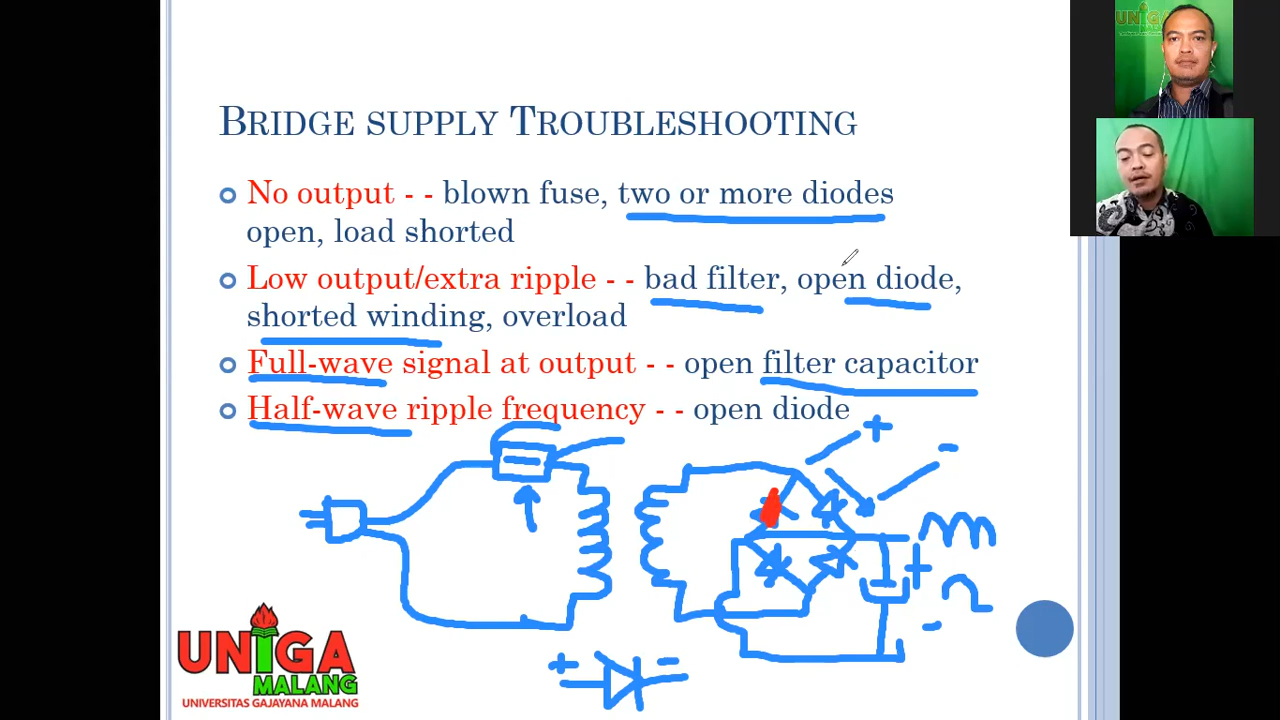 UNIGA
BRIDGE SUPPLY TROUBLESHOOTING
No output - - blown fuse, two or more diodes
open, load shorted
Low output/extra ripple - - bad filter, open diode,
shorted winding, overload
Full-wave signal at output - - open filter capacitor
Half-wave ripple frequency - - open diode
+
-
+
-
+ -
UNIGA
MALANG
UNIVERSITAS GAJAYANA MALANG